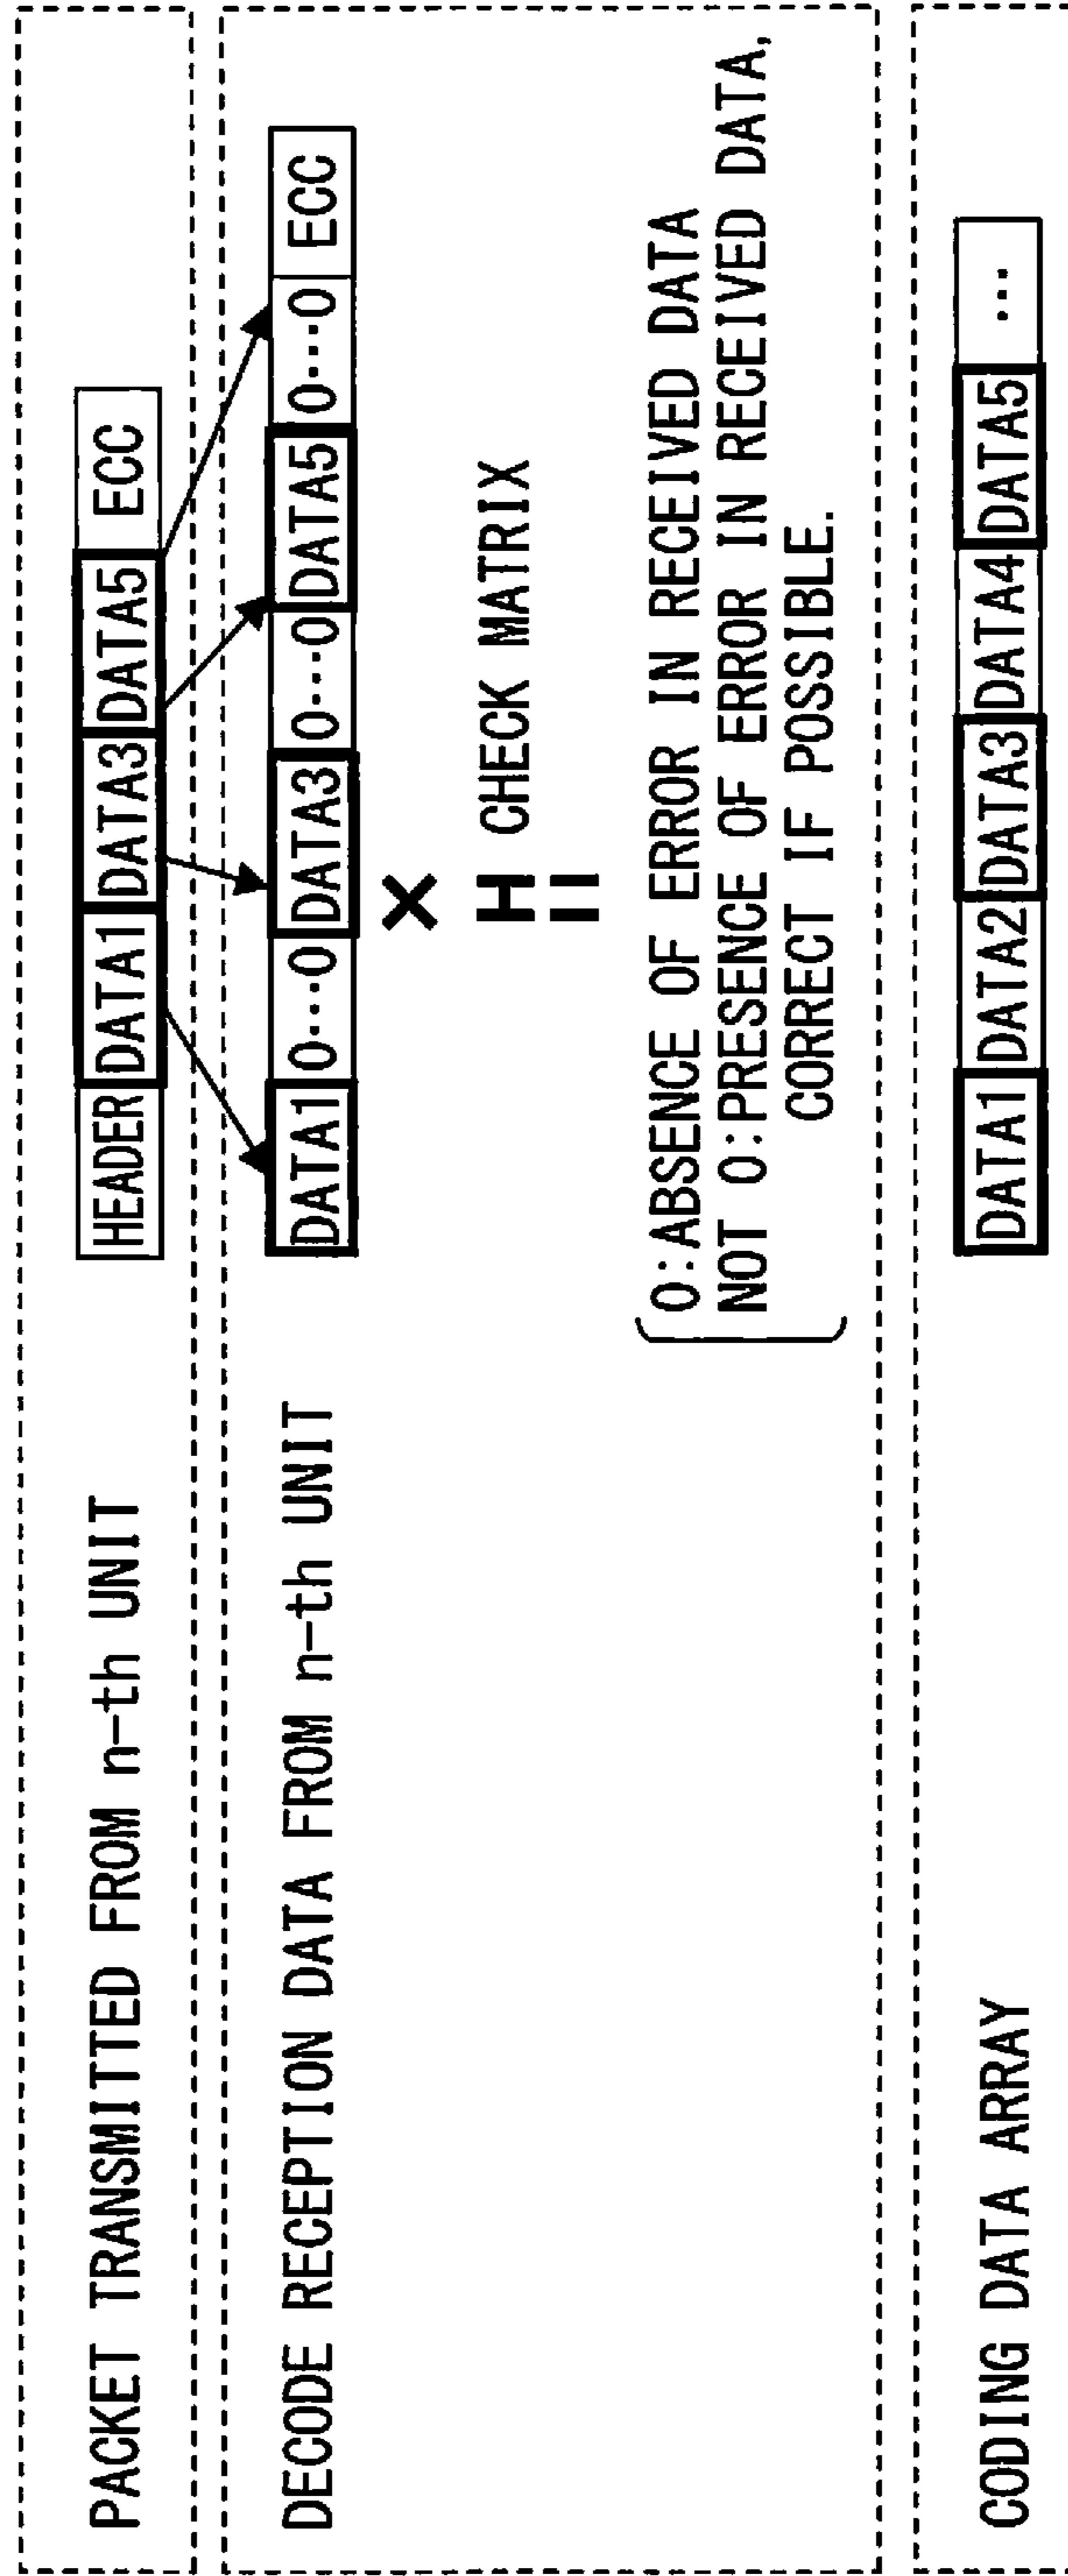 PACKET TRANSMITTED FROM n-th UNIT
HEADER DATA1 DATA3 DATA5 ECC
DECODE RECEPTION DATA FROM n-th UNIT
DATA1 0···0 DATA3 0···0 DATA5 0···0 ECC
×
H CHECK MATRIX
=
0:ABSENCE OF ERROR IN RECEIVED DATA
NOT 0:PRESENCE OF ERROR IN RECEIVED DATA,
CORRECT IF POSSIBLE.
CODING DATA ARRAY
DATA1 DATA2 DATA3 DATA4 DATA5 ···